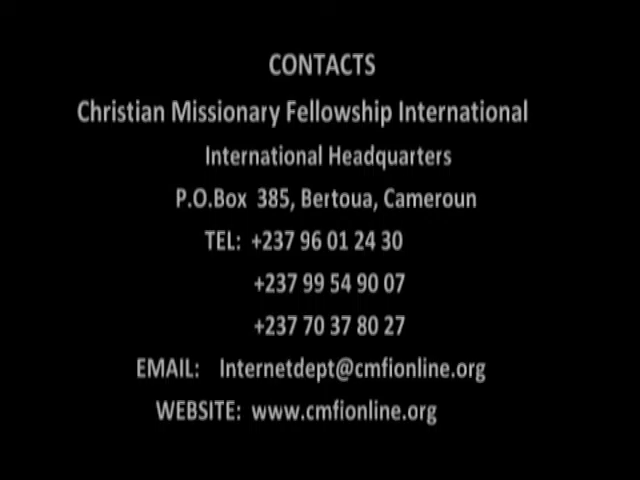 CONTACTS
Christian Missionary Fellowship International
International Headquarters
P.O.Box 385, Bertoua, Cameroun
TEL: +237 96 01 24 30
+237 99 54 90 07
+237 70 37 80 27
EMAIL: Internetdept@cmfionline.org
WEBSITE: www.cmfionline.org